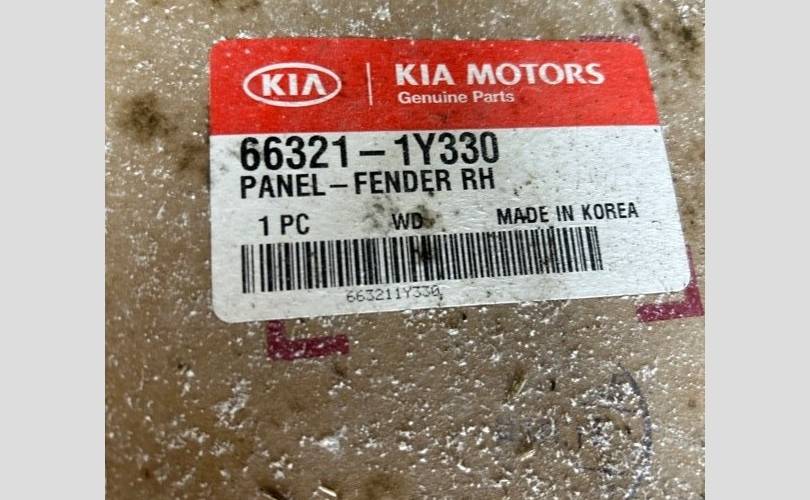 KIA KIA MOTORS
Genuine Parts
66321-1Y330
PANEL-FENDER RH
1 PC WD MADE IN KOREA
663211Y330